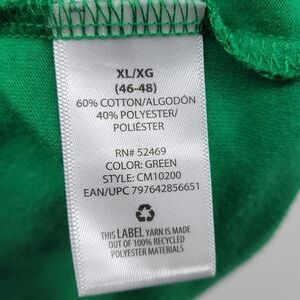 XL/XG
(46-48)
60% COTTON/ALGODÓN
40% POLYESTER/
POLIÉSTER
RN# 52469
COLOR: GREEN
STYLE: CM10200
EAN/UPC 797642856651
THIS LABEL YARN IS MADE
OUT OF 100% RECYCLED
POLYESTER MATERIALS